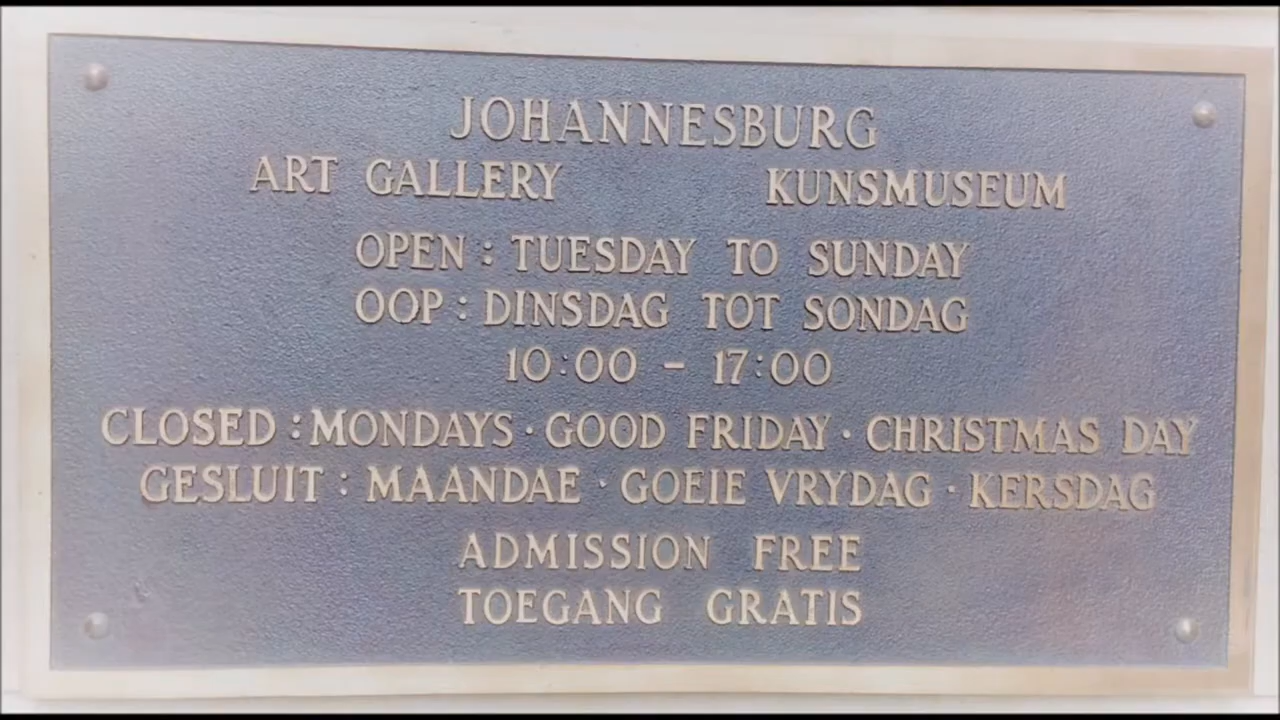 JOHANNESBURG
ART GALLERY KUNSMUSEUM
OPEN : TUESDAY TO SUNDAY
OOP : DINSDAG TOT SONDAG
10:00 – 17:00
CLOSED : MONDAYS · GOOD FRIDAY · CHRISTMAS DAY
GESLUIT : MAANDAE · GOEIE VRYDAG · KERSDAG
ADMISSION FREE
TOEGANG GRATIS